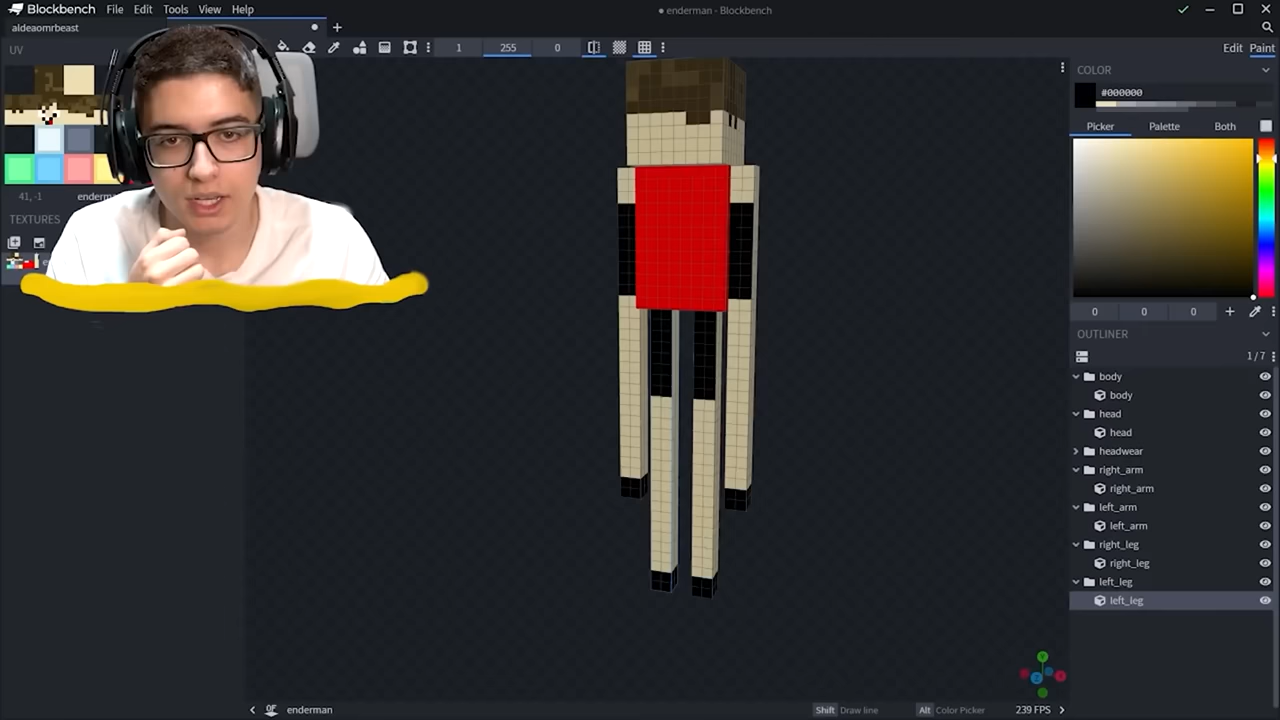 Blockbench File Edit Tools View Help
• enderman - Blockbench
aldeaomrbeast
UV
1 255 0
Edit Paint
COLOR
#000000
Picker Palette Both
41, -1
TEXTURES
0 0 0
OUTLINER
1 / 7
body
body
head
head
headwear
right_arm
right_arm
left_arm
left_arm
right_leg
right_leg
left_leg
left_leg
enderman
Shift Draw line
Alt Color Picker
239 FPS